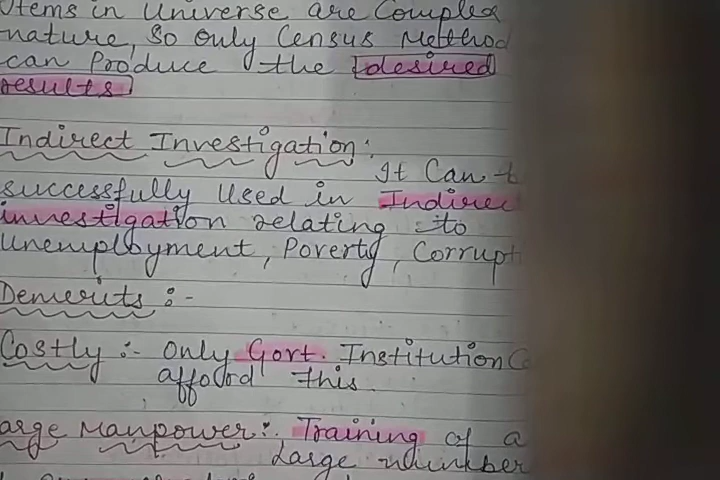 Items in Universe are Complex
nature, so only Census Method
can Produce the desired
results
Indirect Investigation:
It Can
successfully Used in Indirec
investigation relating to
Unemployment, Poverty, Corrupt
Demerits :-
Costly :- Only Govt. Institution
afford this.
arge Manpower:. Training of a
Large number